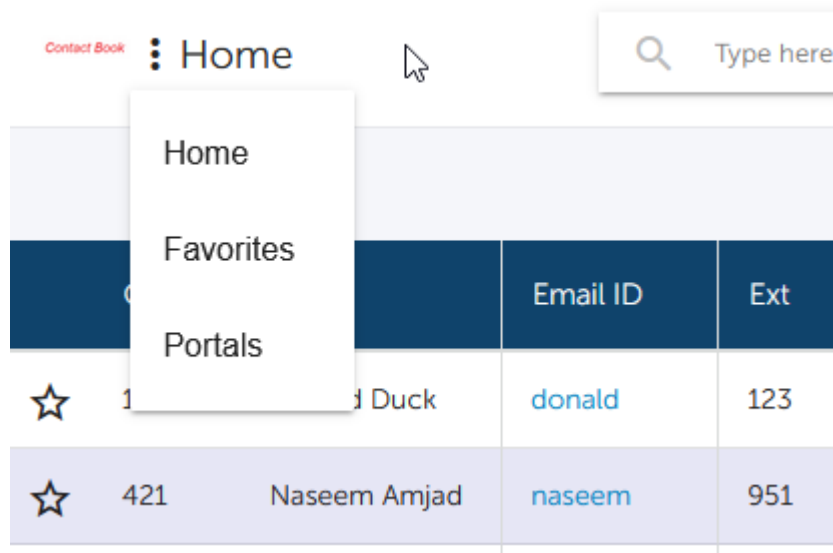 Contact Book
Home
Type here
Home
Favorites
Portals
Email ID
Ext
Duck
donald
123
421
Naseem Amjad
naseem
951